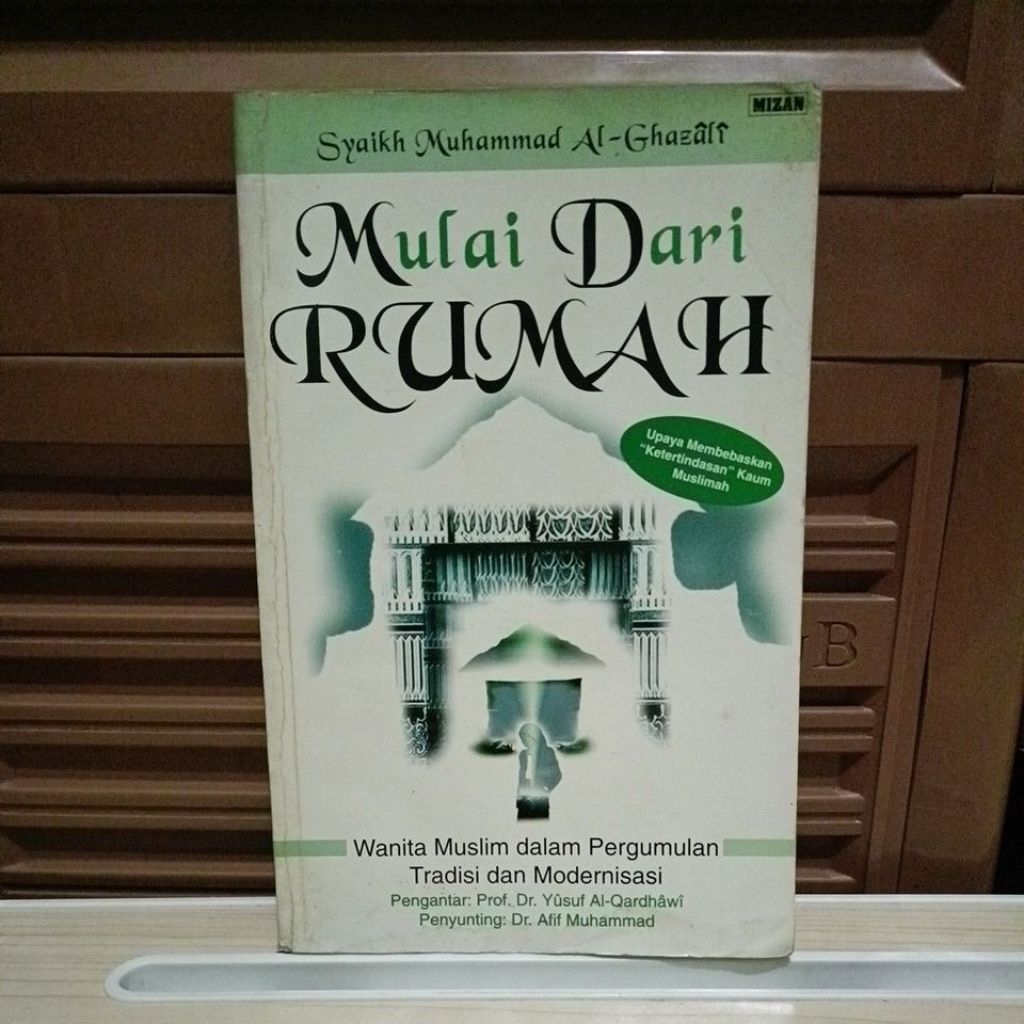 MIZAN
Syaikh Muhammad Al-Ghazâlî
Mulai Dari
RUMAH
Upaya Membebaskan
"Ketertindasan" Kaum
Muslimah
B
Wanita Muslim dalam Pergumulan
Tradisi dan Modernisasi
Pengantar: Prof. Dr. Yûsuf Al-Qardhâwî
Penyunting: Dr. Afif Muhammad